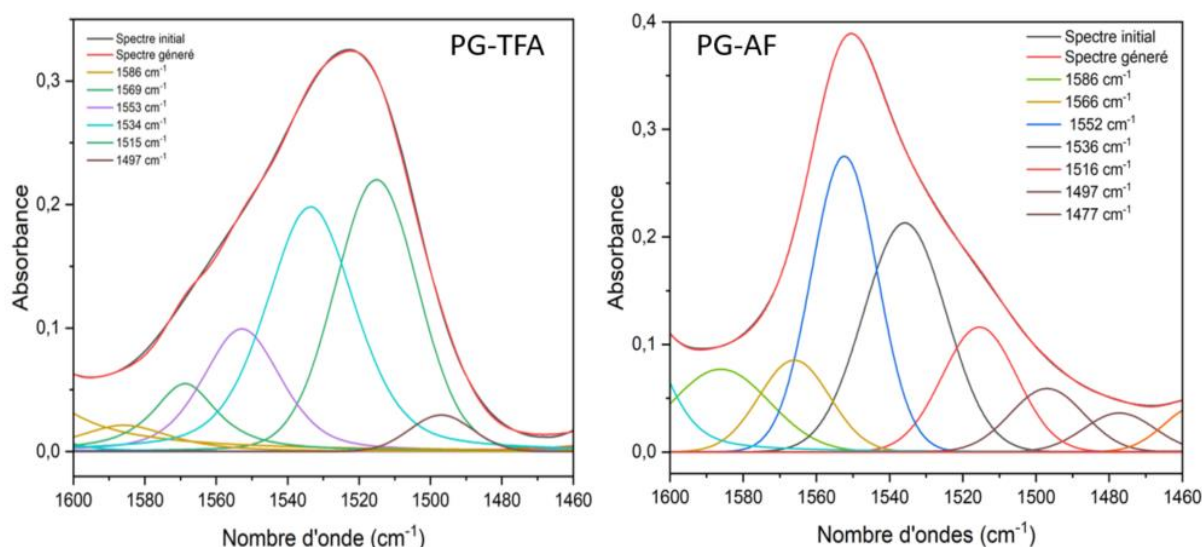 PG-TFA
Spectre initial
Spectre géneré
1586 cm⁻¹
1569 cm⁻¹
1553 cm⁻¹
1534 cm⁻¹
1515 cm⁻¹
1497 cm⁻¹
0,3
0,2
0,1
0,0
Absorbance
1600 1580 1560 1540 1520 1500 1480 1460
Nombre d'onde (cm⁻¹)
PG-AF
Spectre initial
Spectre géneré
1586 cm⁻¹
1566 cm⁻¹
1552 cm⁻¹
1536 cm⁻¹
1516 cm⁻¹
1497 cm⁻¹
1477 cm⁻¹
0,4
0,3
0,2
0,1
0,0
Absorbance
1600 1580 1560 1540 1520 1500 1480 1460
Nombre d'ondes (cm⁻¹)